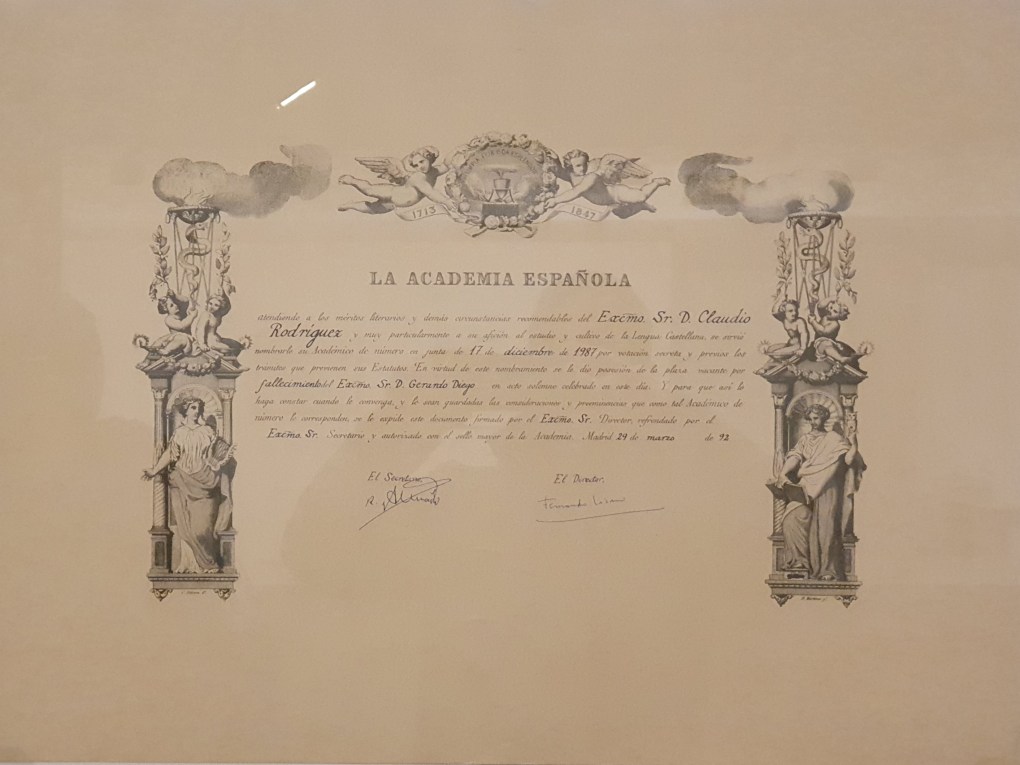 1713 1847
LA ACADEMIA ESPAÑOLA
atendiendo a los méritos literarios y demás circunstancias recomendables del Excmo. Sr. D. Claudio
Rodríguez y muy particularmente a su afición al estudio y cultivo de la Lengua Castellana, se sirvió
nombrarle su Académico de número en junta de 17 de diciembre de 1987 por votación secreta y previos los
trámites que previenen sus Estatutos. En virtud de este nombramiento se le dio posesión de la plaza vacante por
fallecimiento del Excmo. Sr. D. Gerardo Diego en acto solemne celebrado en este día. Y para que así lo
haga constar cuando le convenga, y le sean guardadas las consideraciones y preeminencias que como tal Académico de
número le corresponden, se le expide este documento firmado por el Excmo. Sr. Director, refrendado por el
Excmo. Sr. Secretario y autorizado con el sello mayor de la Academia. Madrid 29 de marzo de 92
El Secretario, El Director,
Fernando Lázaro